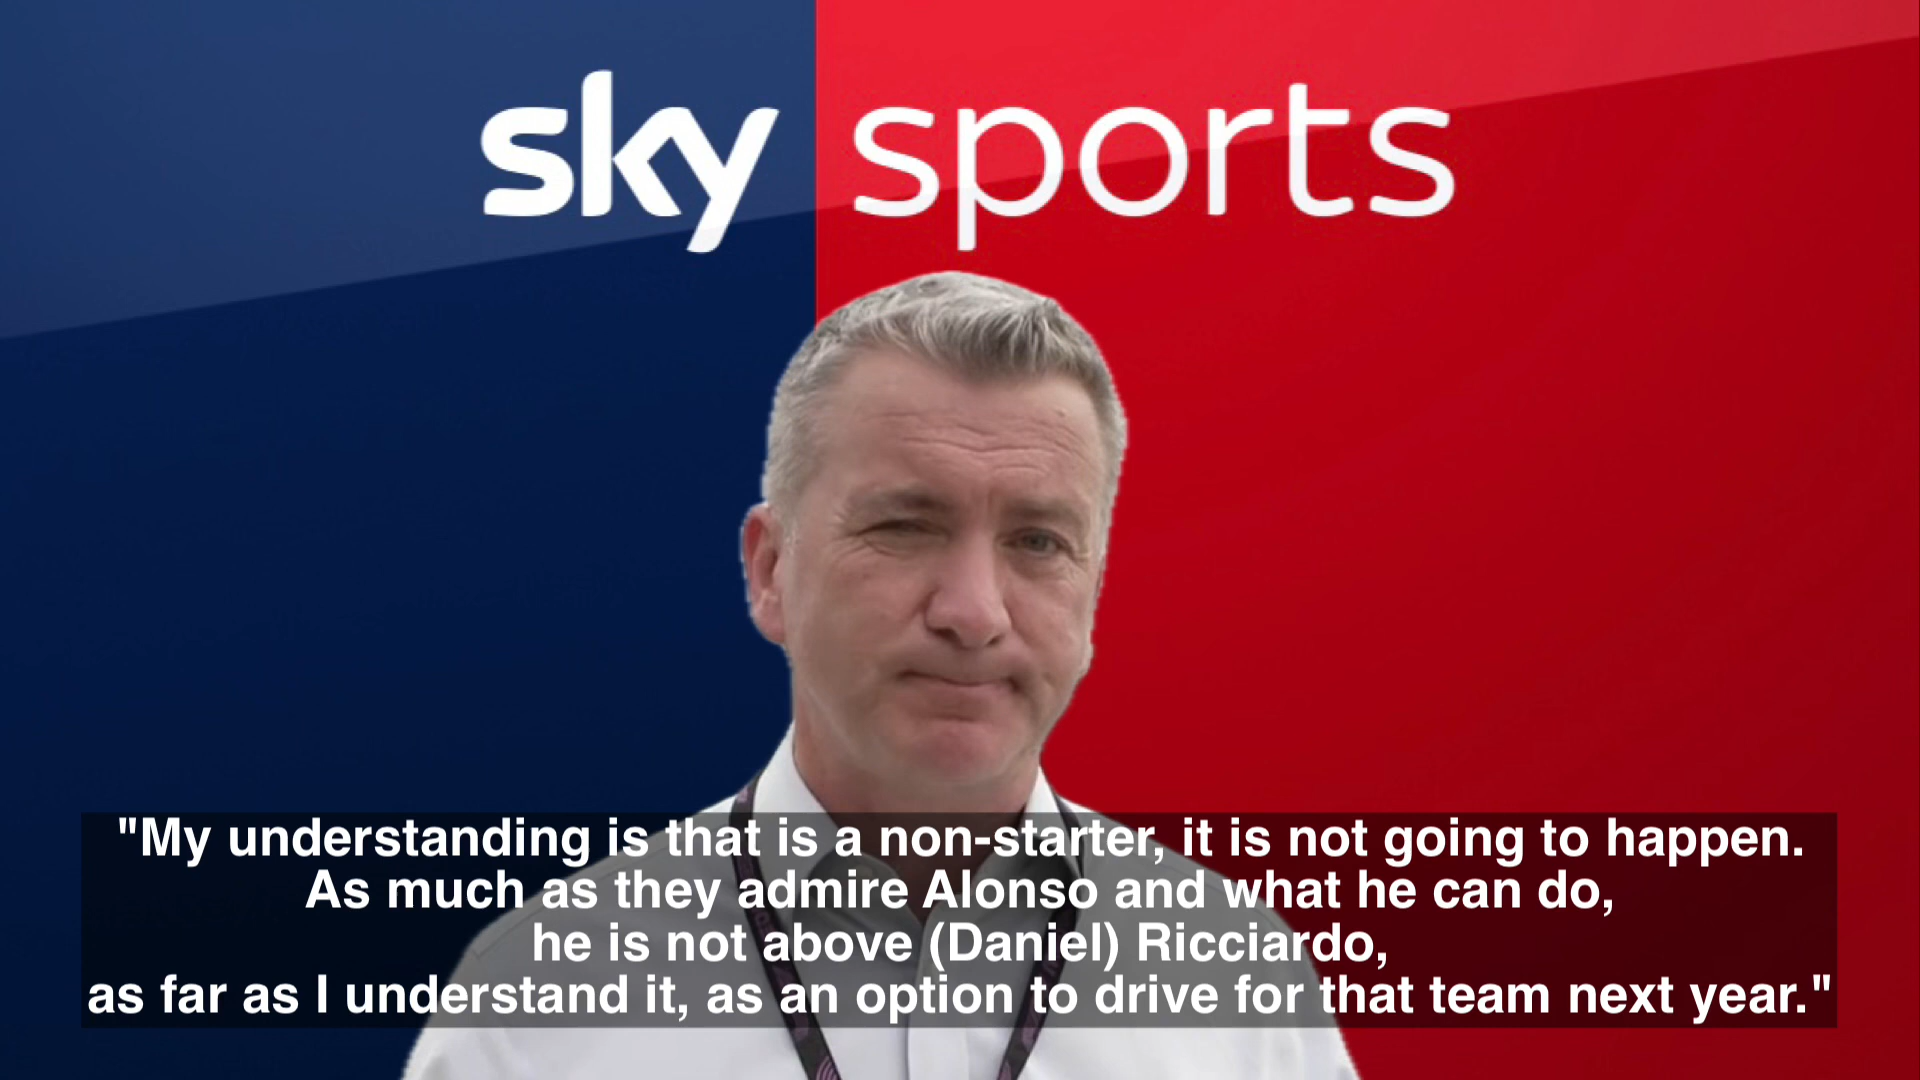 sky sports
"My understanding is that is a non-starter, it is not going to happen.
As much as they admire Alonso and what he can do,
he is not above (Daniel) Ricciardo,
as far as I understand it, as an option to drive for that team next year."